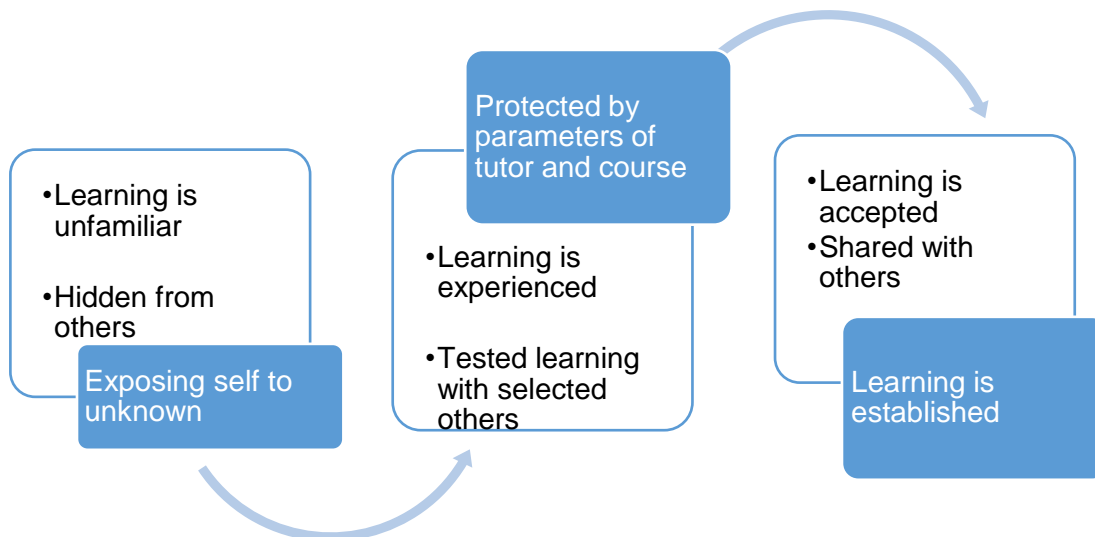 •Learning is
unfamiliar
•Hidden from
others
Exposing self to
unknown
Protected by
parameters of
tutor and course
•Learning is
experienced
•Tested learning
with selected
others
•Learning is
accepted
•Shared with
others
Learning is
established